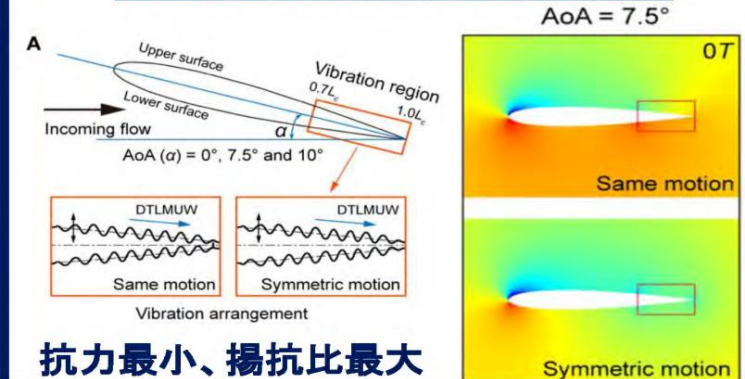 AoA = 7.5°
A
Upper surface
Lower surface
Vibration region
0.7Lc
1.0Lc
Incoming flow
α
AoA (α) = 0°, 7.5° and 10°
DTLMUW
Same motion
DTLMUW
Symmetric motion
Vibration arrangement
抗力最小、揚抗比最大
0T
Same motion
Symmetric motion